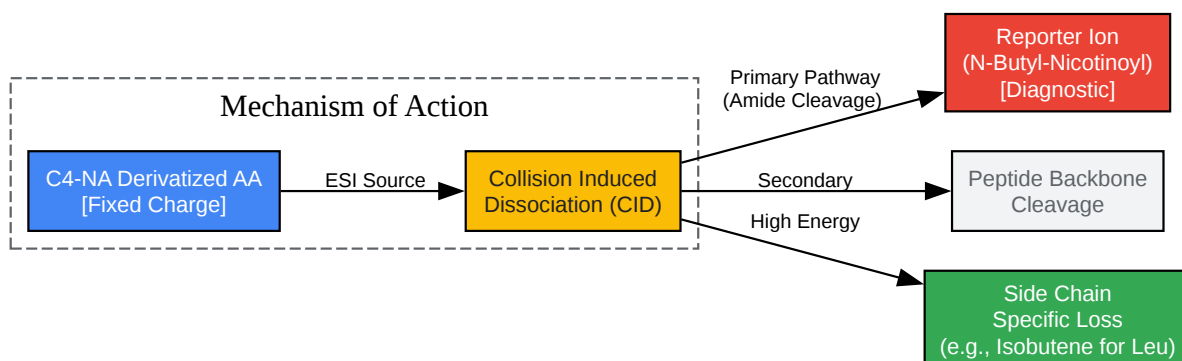 Mechanism of Action
C4-NA Derivatized AA
[Fixed Charge]
ESI Source
Collision Induced
Dissociation (CID)
Primary Pathway
(Amide Cleavage)
Reporter Ion
(N-Butyl-Nicotinoyl)
[Diagnostic]
Secondary
Peptide Backbone
Cleavage
High Energy
Side Chain
Specific Loss
(e.g., Isobutene for Leu)